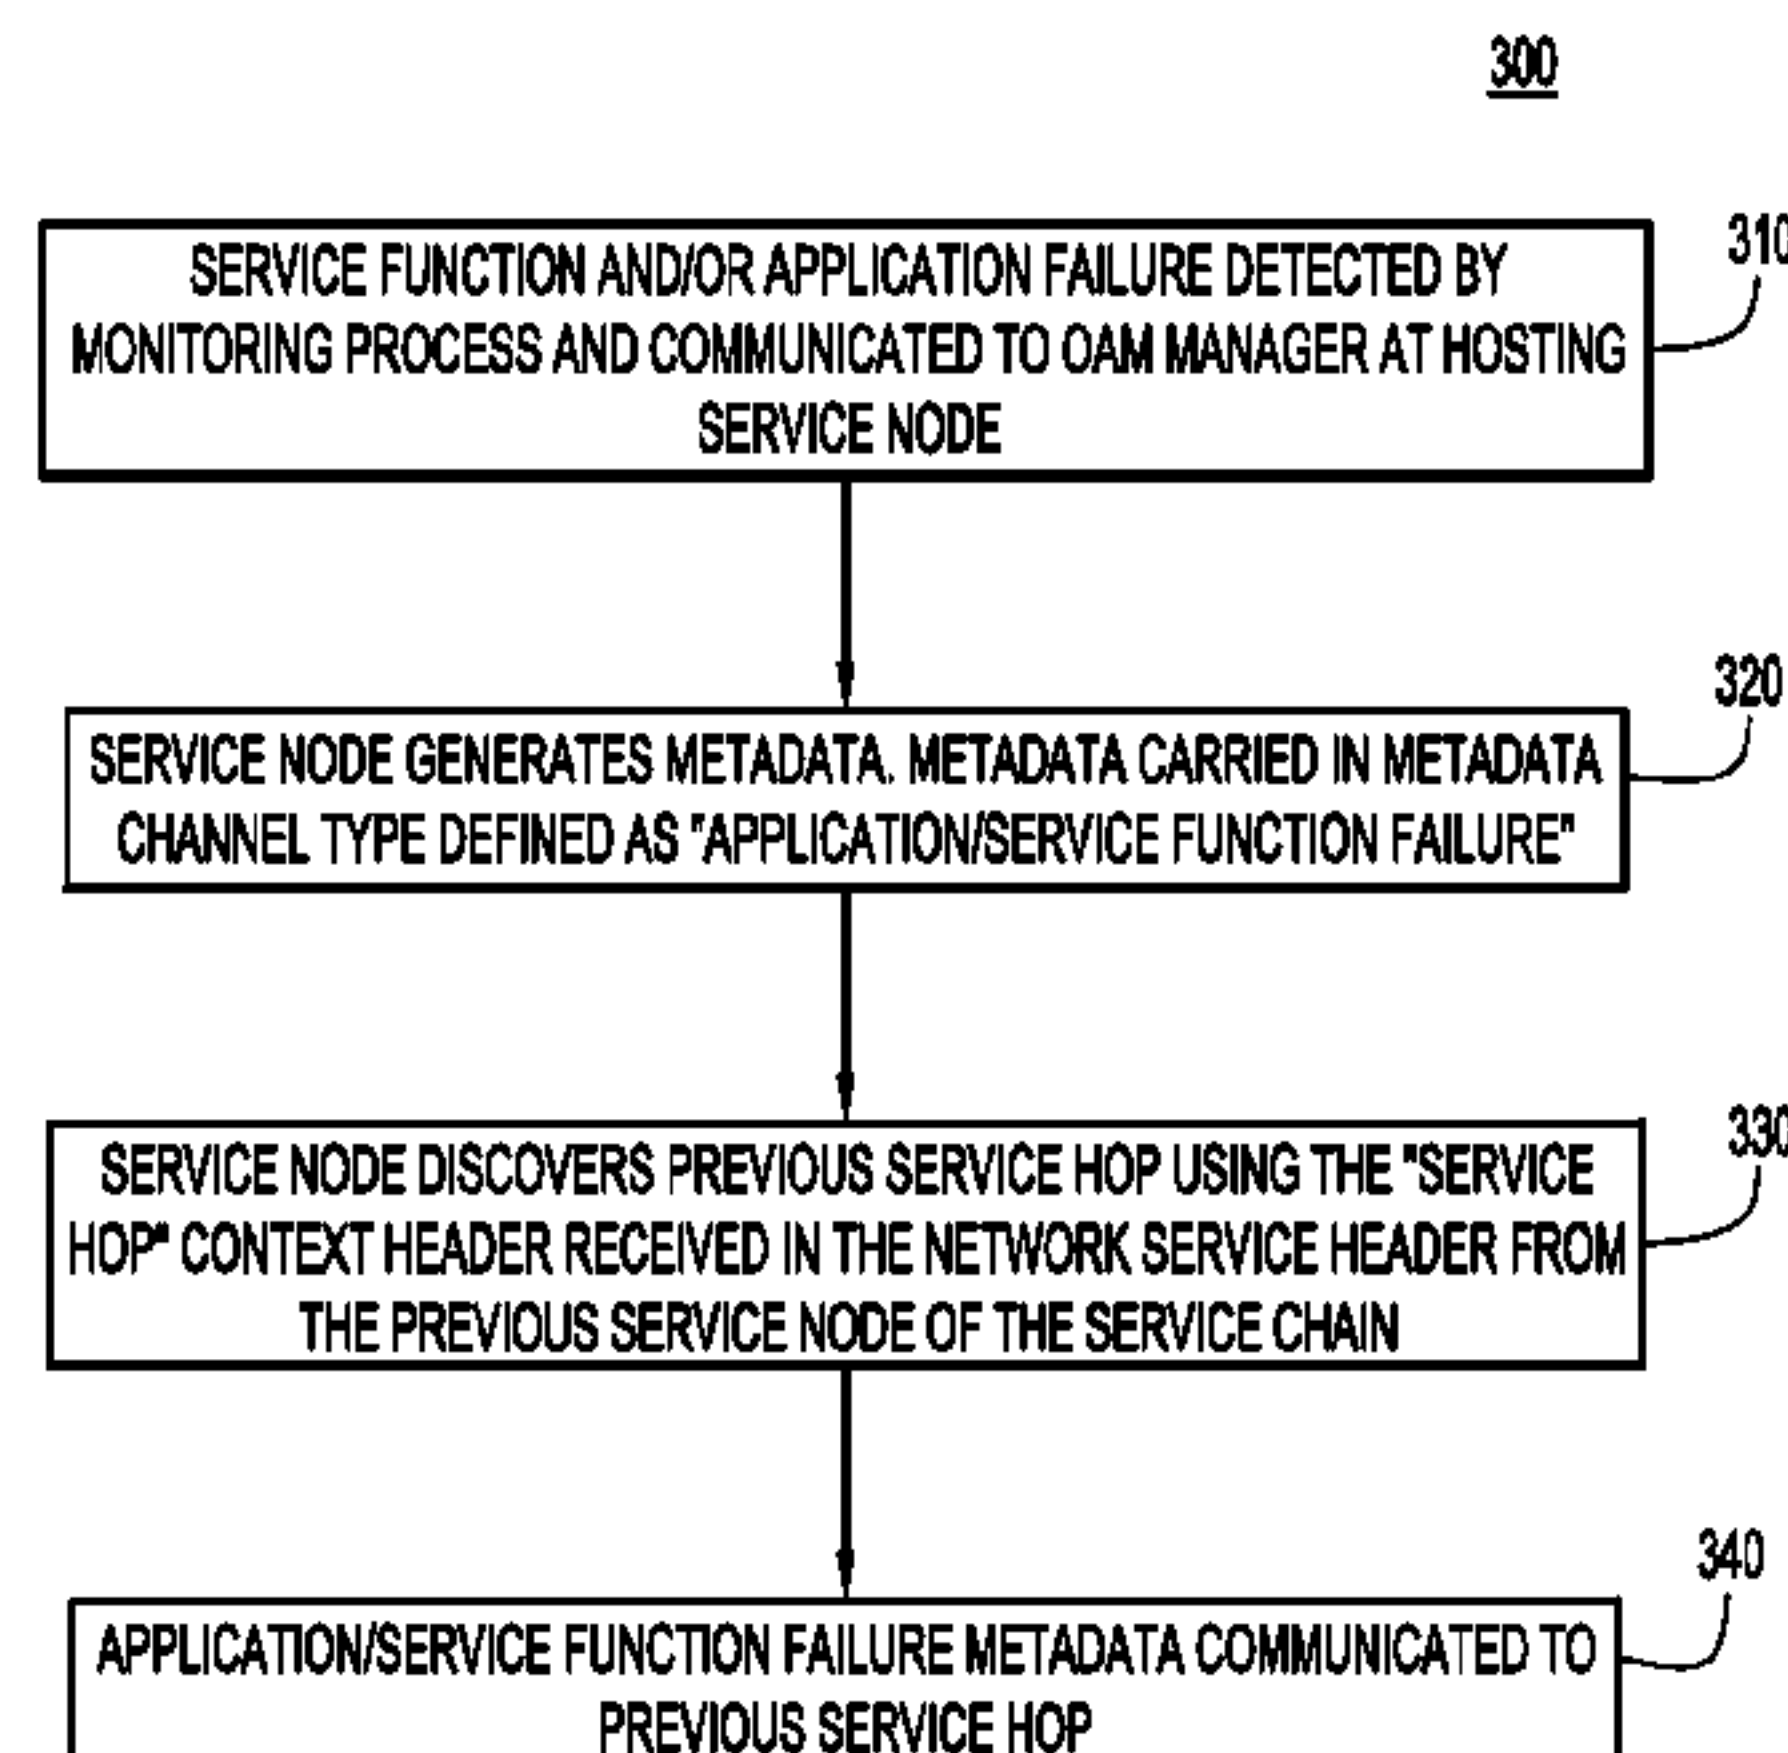 300
310
SERVICE FUNCTION AND/OR APPLICATION FAILURE DETECTED BY
MONITORING PROCESS AND COMMUNICATED TO OAM MANAGER AT HOSTING
SERVICE NODE
320
SERVICE NODE GENERATES METADATA. METADATA CARRIED IN METADATA
CHANNEL TYPE DEFINED AS "APPLICATION/SERVICE FUNCTION FAILURE"
330
SERVICE NODE DISCOVERS PREVIOUS SERVICE HOP USING THE "SERVICE
HOP" CONTEXT HEADER RECEIVED IN THE NETWORK SERVICE HEADER FROM
THE PREVIOUS SERVICE NODE OF THE SERVICE CHAIN
340
APPLICATION/SERVICE FUNCTION FAILURE METADATA COMMUNICATED TO
PREVIOUS SERVICE HOP